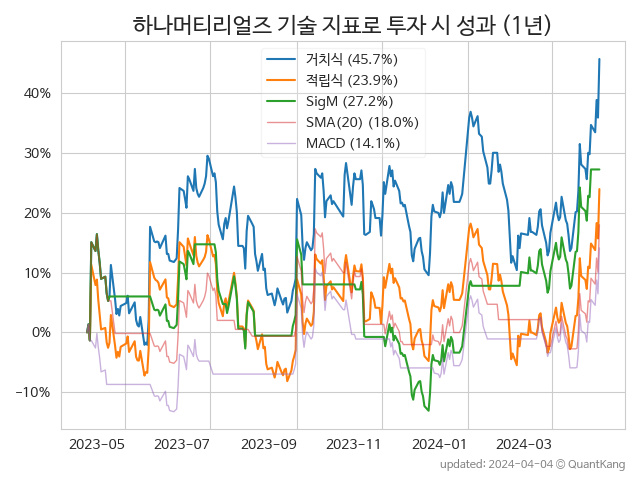 하나머티리얼즈 기술 지표로 투자 시 성과 (1년)
거치식 (45.7%)
적립식 (23.9%)
SigM (27.2%)
SMA(20) (18.0%)
MACD (14.1%)
40%
30%
20%
10%
0%
−10%
2023-05 2023-07 2023-09 2023-11 2024-01 2024-03
updated: 2024-04-04 ⓒ QuantKang